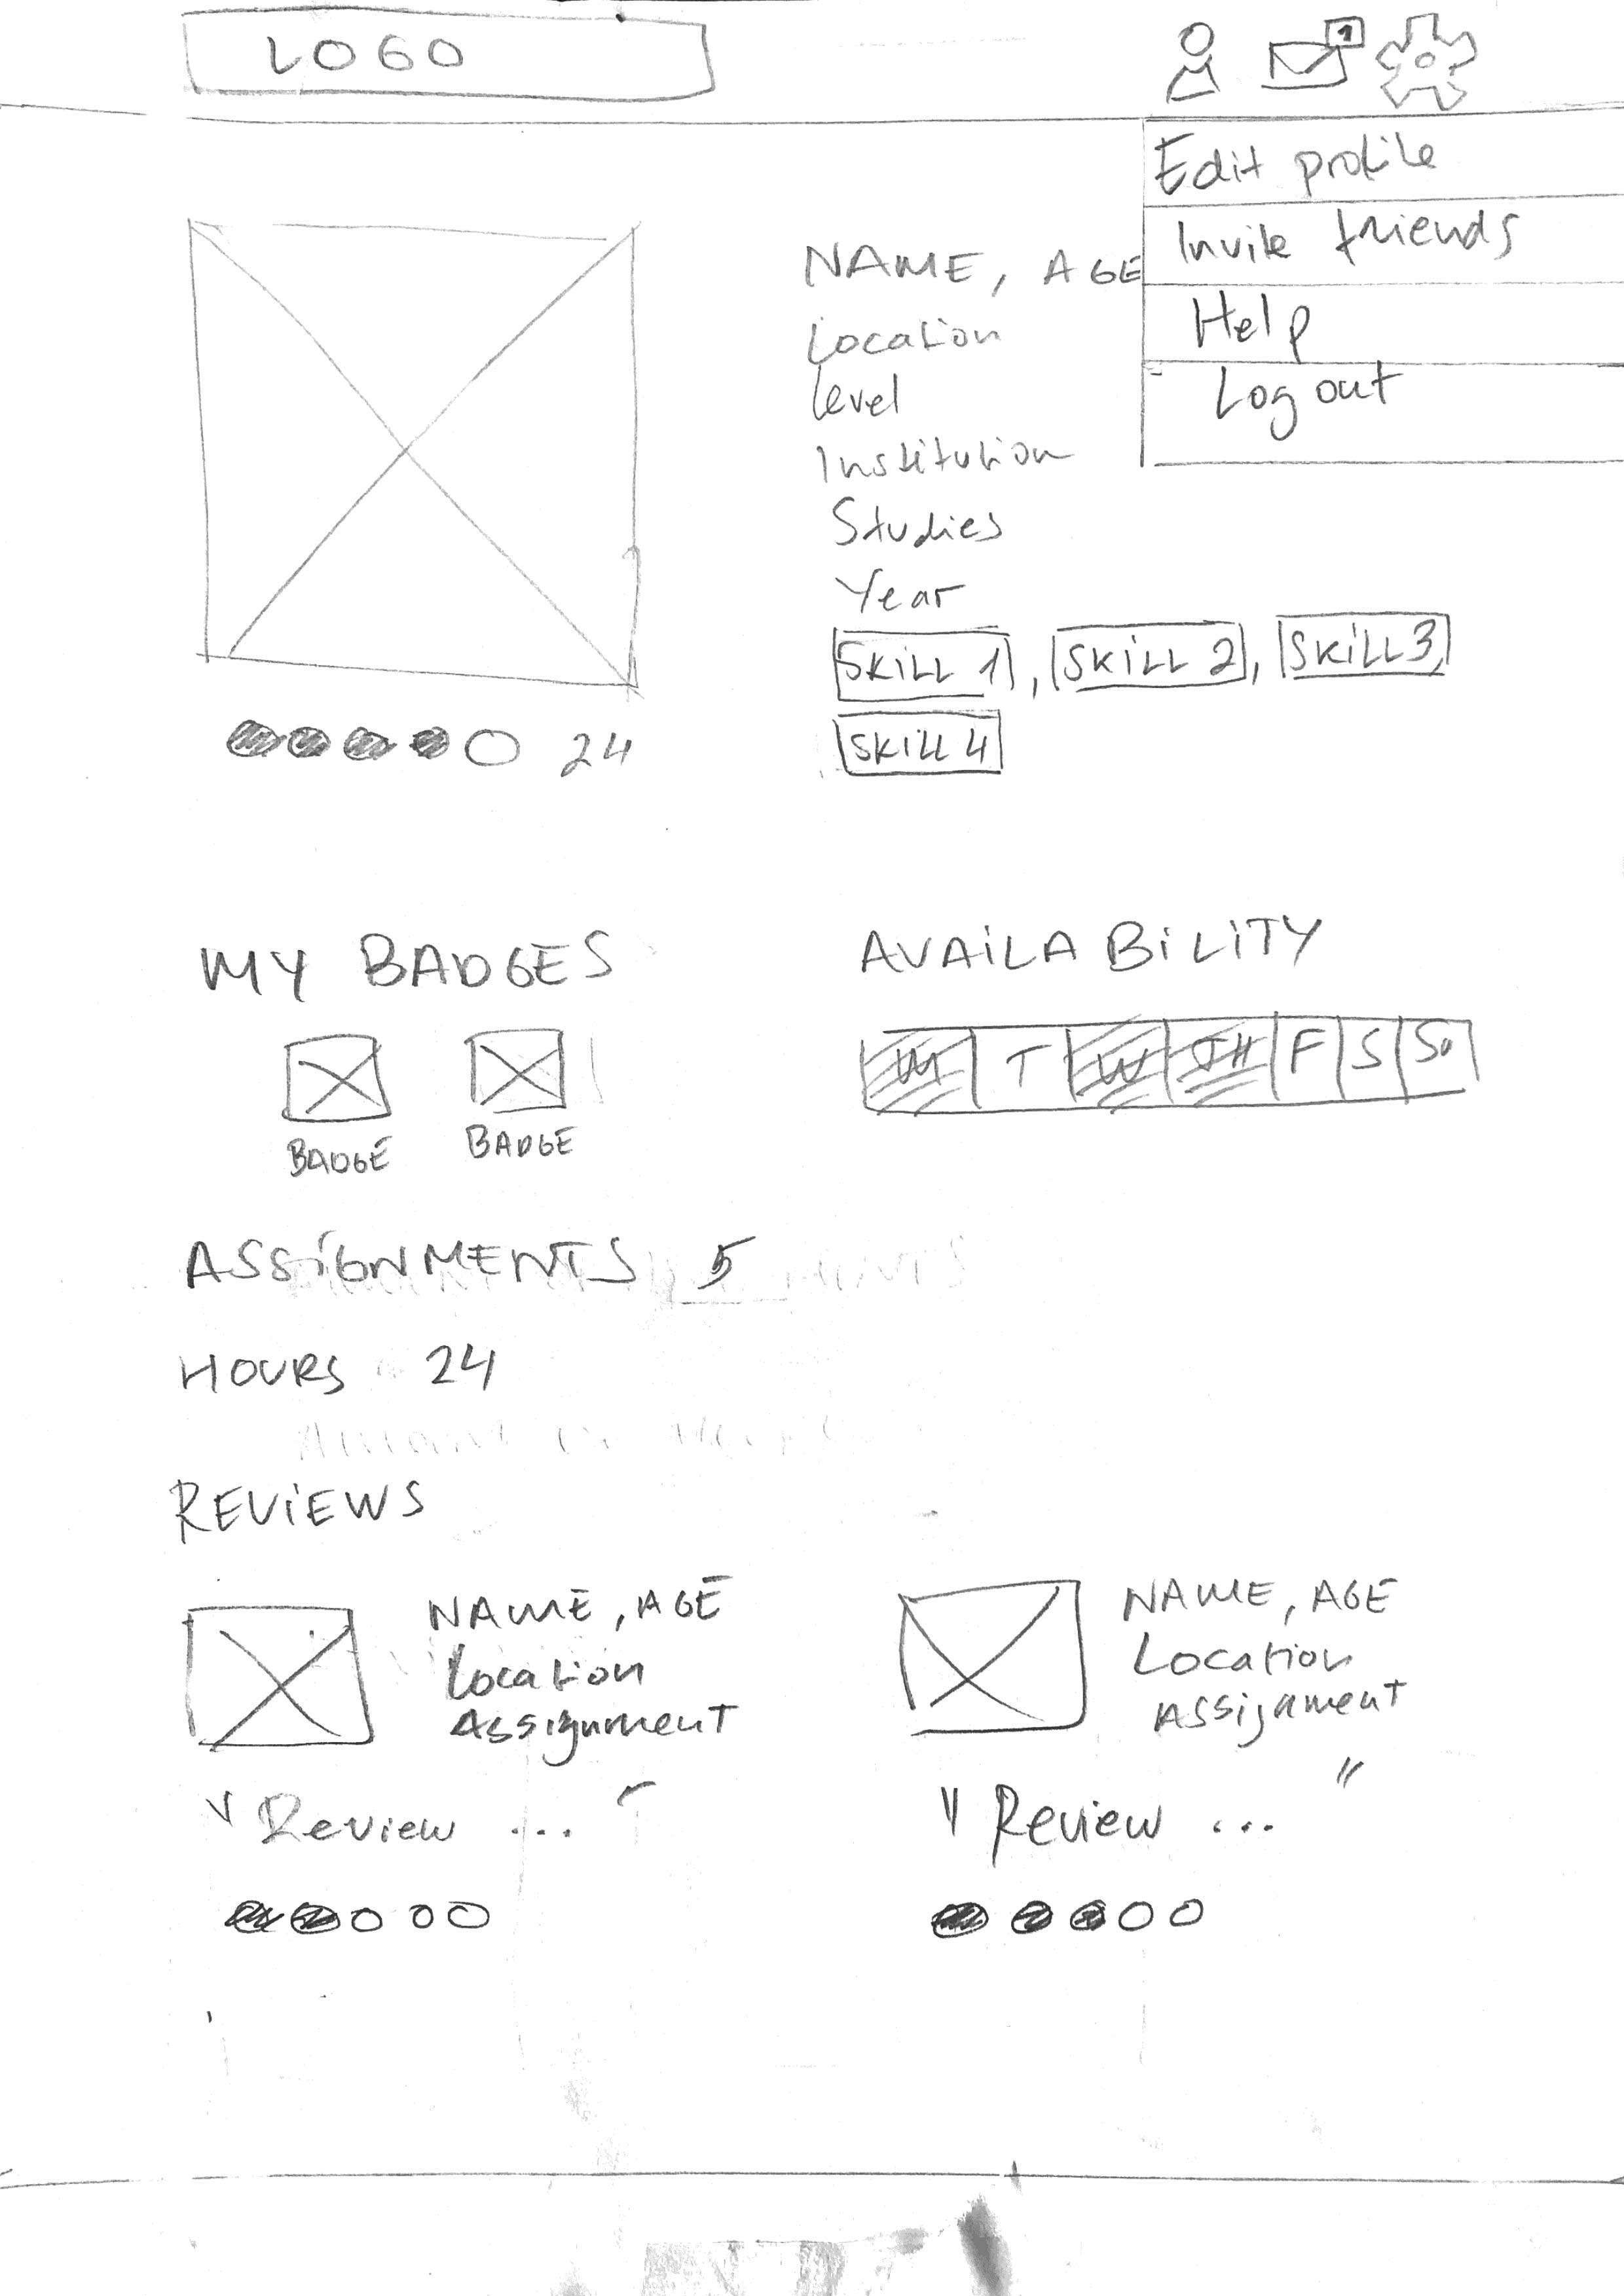 LOGO
1
Edit profile
Invite friends
Help
Log out
NAME, AGE
Location
Level
Institution
Studies
Year
SKiLL 1, SKiLL 2, SKiLL 3
SKiLL 4
24
MY BADGES
BADGE BADGE
AVAiLABiLiTY
M T W TH F S S
ASSiGNMENTS 5
HOURS 24
REViEWS
NAME, AGE
Location
Assignment
"Review ..."
NAME, AGE
Location
Assignment
"Review ..."